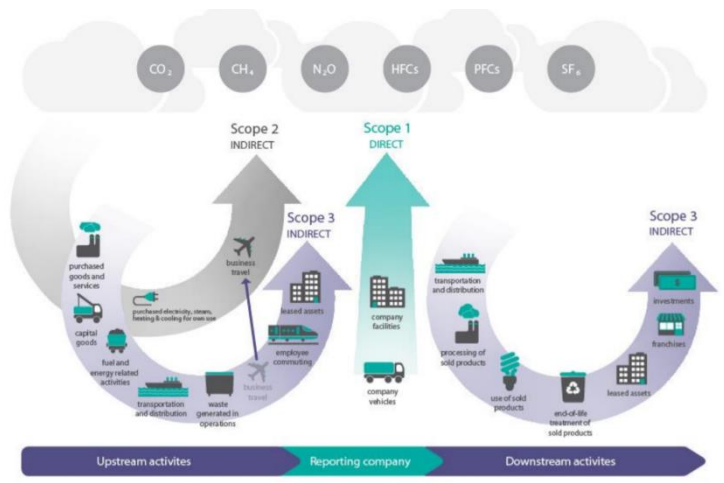 CO2
CH4
N2O
HFCs
PFCs
SF6
Scope 2
INDIRECT
Scope 1
DIRECT
Scope 3
INDIRECT
Scope 3
INDIRECT
purchased
goods and
services
capital
goods
fuel and
energy related
activities
transportation
and distribution
waste
generated in
operations
business
travel
employee
commuting
leased assets
purchased electricity, steam,
heating & cooling for own use
business
travel
company
facilities
company
vehicles
transportation
and distribution
processing of
sold products
use of sold
products
end-of-life
treatment of
sold products
leased assets
franchises
investments
Upstream activites
Reporting company
Downstream activites